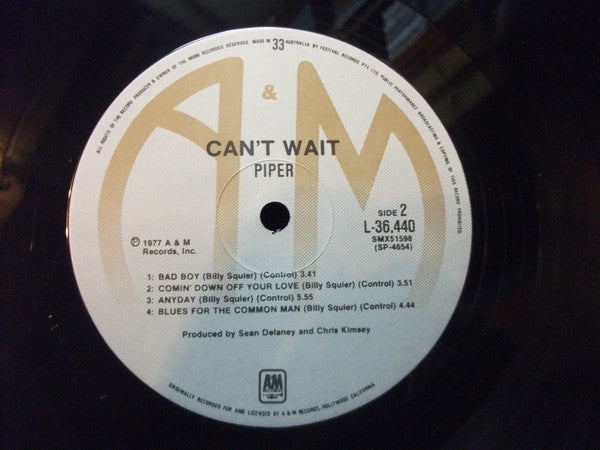 ALL RIGHTS OF THE RECORD PRODUCER & OWNER OF THE WORK RECORDED RESERVED MADE IN 33 AUSTRALIA BY FESTIVAL RECORDS PTY. LTD. PUBLIC PERFORMANCE BROADCASTING & COPYING OF THIS RECORD PROHIBITED.
A & M
CAN'T WAIT
PIPER
SIDE 2
L-36,440
SMX51598
(SP-4654)
Ⓟ 1977 A & M
Records, Inc.
1: BAD BOY (Billy Squier) (Control) 3.41
2: COMIN' DOWN OFF YOUR LOVE (Billy Squier) (Control) 3.51
3: ANYDAY (Billy Squier) (Control) 5.55
4: BLUES FOR THE COMMON MAN (Billy Squier) (Control) 4.44
Produced by Sean Delaney and Chris Kimsey
A&M
RECORDS
ORIGINALLY RECORDED FOR AND LICENSED BY A & M RECORDS, HOLLYWOOD CALIFORNIA